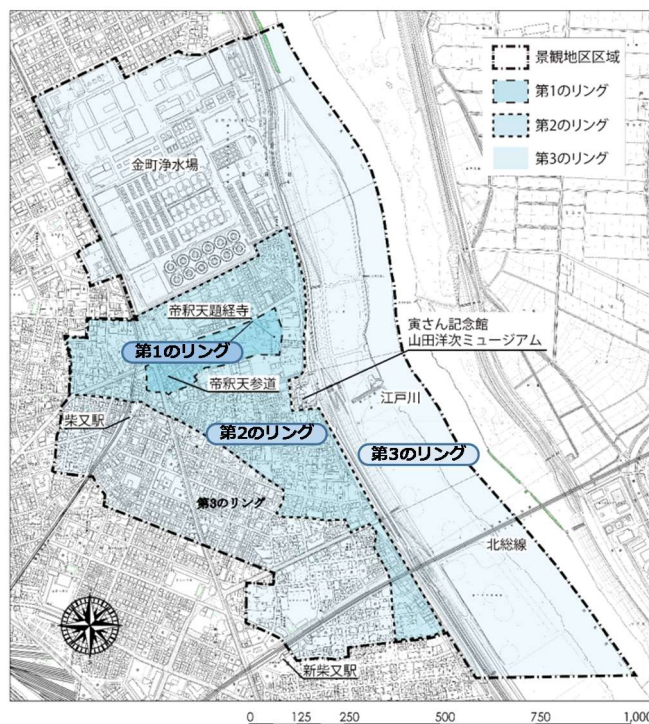 景観地区区域
第1のリング
第2のリング
第3のリング
金町浄水場
帝釈天題経寺
寅さん記念館
山田洋次ミュージアム
第1のリング
帝釈天参道
江戸川
柴又駅
第2のリング
第3のリング
第3のリング
北総線
新柴又駅
0 125 250 500 750 1,000